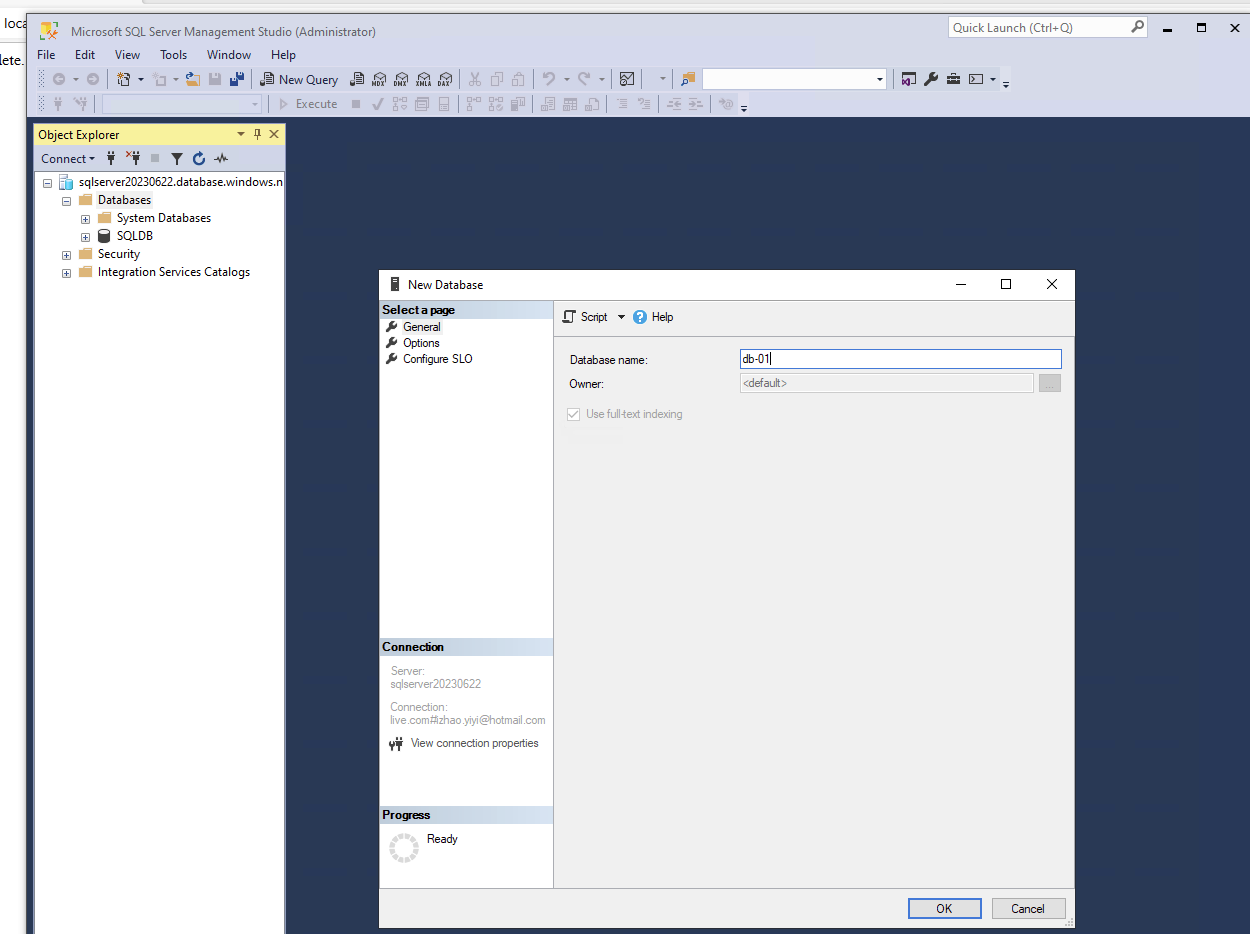 loca
lete.
Microsoft SQL Server Management Studio (Administrator)
Quick Launch (Ctrl+Q)
File Edit View Tools Window Help
New Query MDX DMX XMLA DAX
Execute
Object Explorer
Connect
sqlserver20230622.database.windows.n
Databases
System Databases
SQLDB
Security
Integration Services Catalogs
New Database
Select a page
General
Options
Configure SLO
Script Help
Database name: db-01
Owner: <default> ...
Use full-text indexing
Connection
Server:
sqlserver20230622
Connection:
live.com#izhao.yiyi@hotmail.com
View connection properties
Progress
Ready
OK Cancel